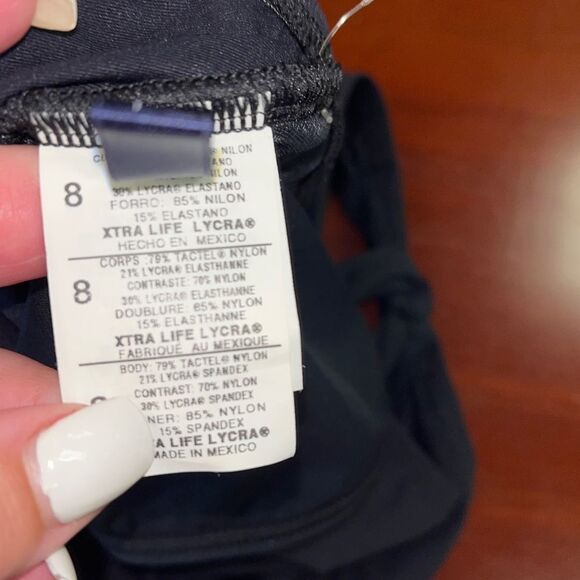 NILON
NILON
8
30% LYCRA® ELASTANO
FORRO: 85% NILON
15% ELASTANO
XTRA LIFE LYCRA®
HECHO EN MEXICO
CORPS :79% TACTEL® NYLON
21% LYCRA® ELASTHANNE
CONTRASTE: 70% NYLON
8
30% LYCRA® ELASTHANNE
DOUBLURE: 85% NYLON
15% ELASTHANNE
XTRA LIFE LYCRA®
FABRIQUÉ AU MEXIQUE
BODY: 79% TACTEL® NYLON
21% LYCRA® SPANDEX
CONTRAST: 70% NYLON
30% LYCRA® SPANDEX
NER: 85% NYLON
15% SPANDEX
TRA LIFE LYCRA®
MADE IN MEXICO